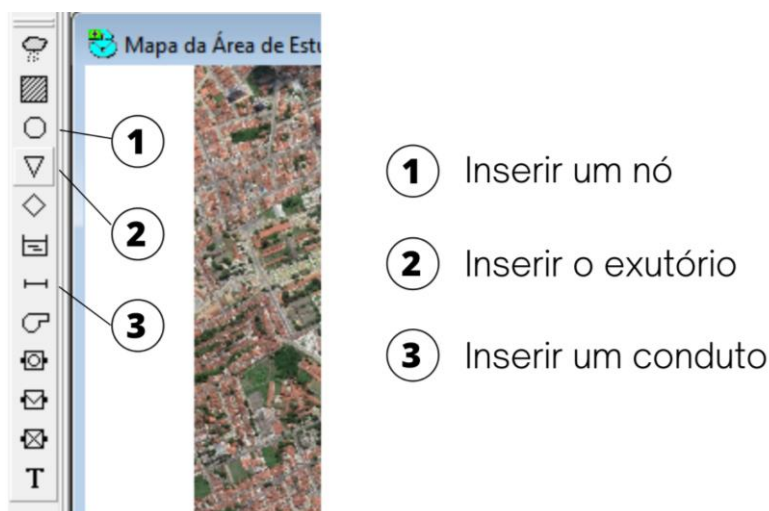 Mapa da Área de Estu
1
2
3
T
1 Inserir um nó
2 Inserir o exutório
3 Inserir um conduto